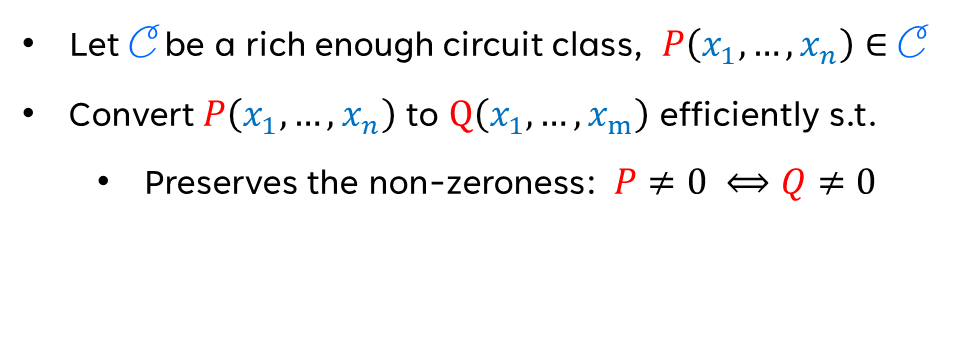 • Let 𝒞 be a rich enough circuit class, P(x₁, …, xₙ) ∈ 𝒞
• Convert P(x₁, …, xₙ) to Q(x₁, …, xₘ) efficiently s.t.
• Preserves the non-zeroness: P ≠ 0 ⟺ Q ≠ 0